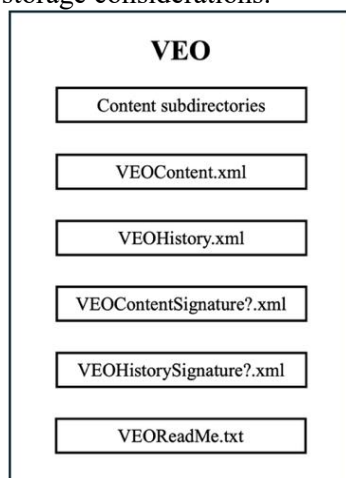 storage considerations.
VEO
Content subdirectories
VEOContent.xml
VEOHistory.xml
VEOContentSignature?.xml
VEOHistorySignature?.xml
VEOReadMe.txt